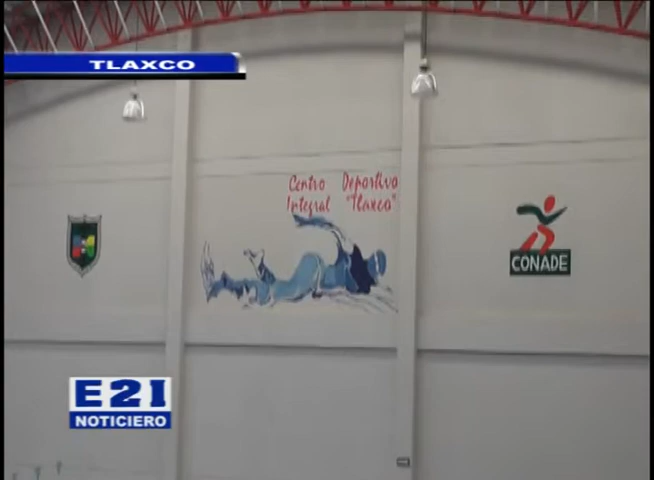 TLAXCO
Centro Deportivo
Integral "Tlaxco"
CONADE
E21
NOTICIERO